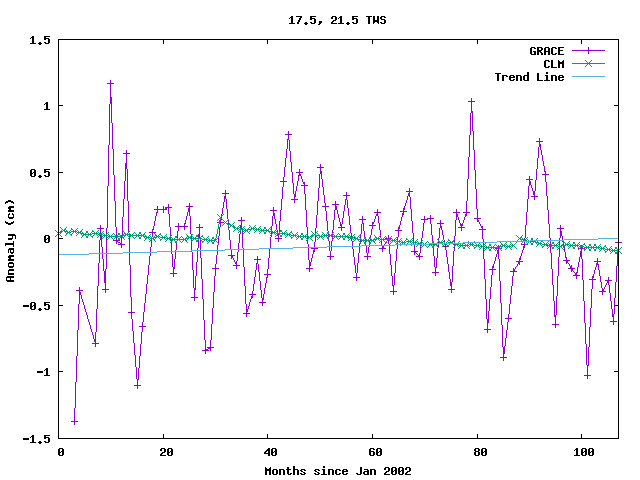 17.5, 21.5 TWS
GRACE
CLM
Trend Line
1.5
1
0.5
0
-0.5
-1
-1.5
Anomaly (cm)
0 20 40 60 80 100
Months since Jan 2002